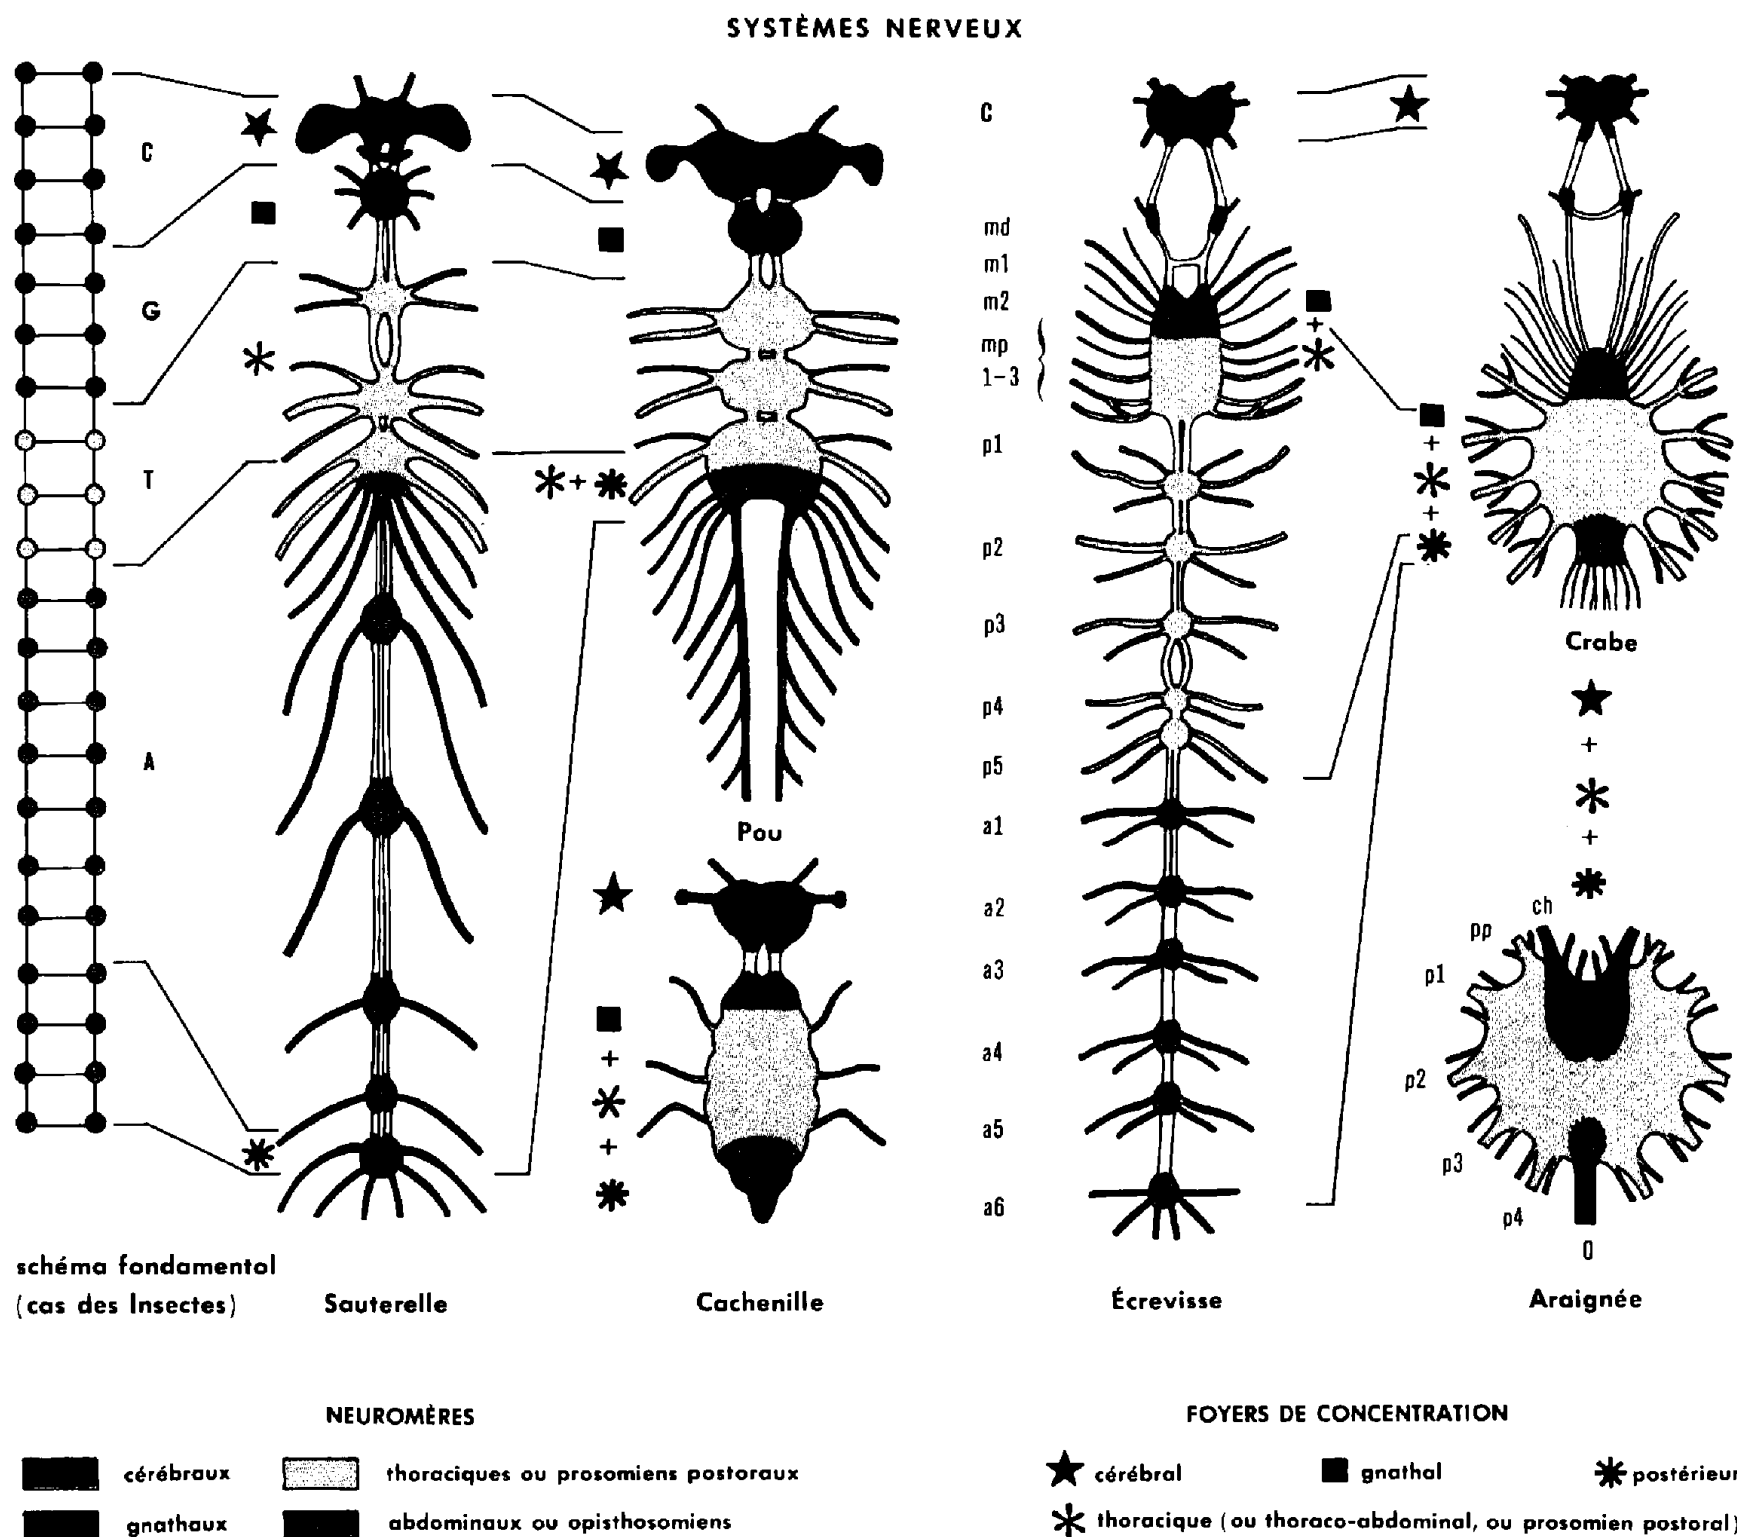 SYSTÈMES NERVEUX
C
G
T
A
Pou
C
md
m1
m2
mp
1-3
p1
p2
p3
p4
p5
a1
a2
a3
a4
a5
a6
+
+
+
+
+
+
Crabe
+
+
ch
pp
p1
p2
p3
p4
O
schéma fondamentol
(cas des Insectes)
Sauterelle
Cachenille
Écrevisse
Araignée
NEUROMÈRES
cérébraux
thoraciques ou prosomiens postoraux
gnathaux
abdominaux ou opisthosomiens
FOYERS DE CONCENTRATION
cérébral
gnathal
postérieur
thoracique (ou thoraco-abdominal, ou prosomien postoral)